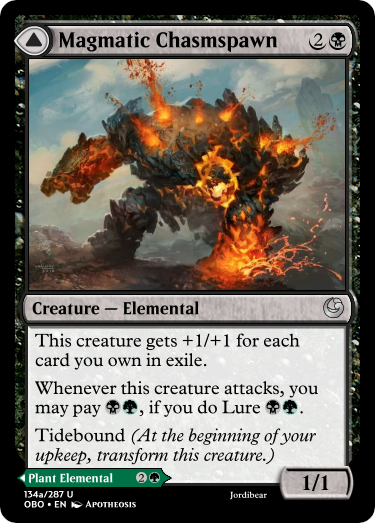 Magmatic Chasmspawn 2
Creature — Elemental
This creature gets +1/+1 for each
card you own in exile.
Whenever this creature attacks, you
may pay , if you do Lure .
Tidebound (At the beginning of your
upkeep, transform this creature.)
Plant Elemental 2
1/1
134a/287 U
OBO • EN Apotheosis
Jordibear